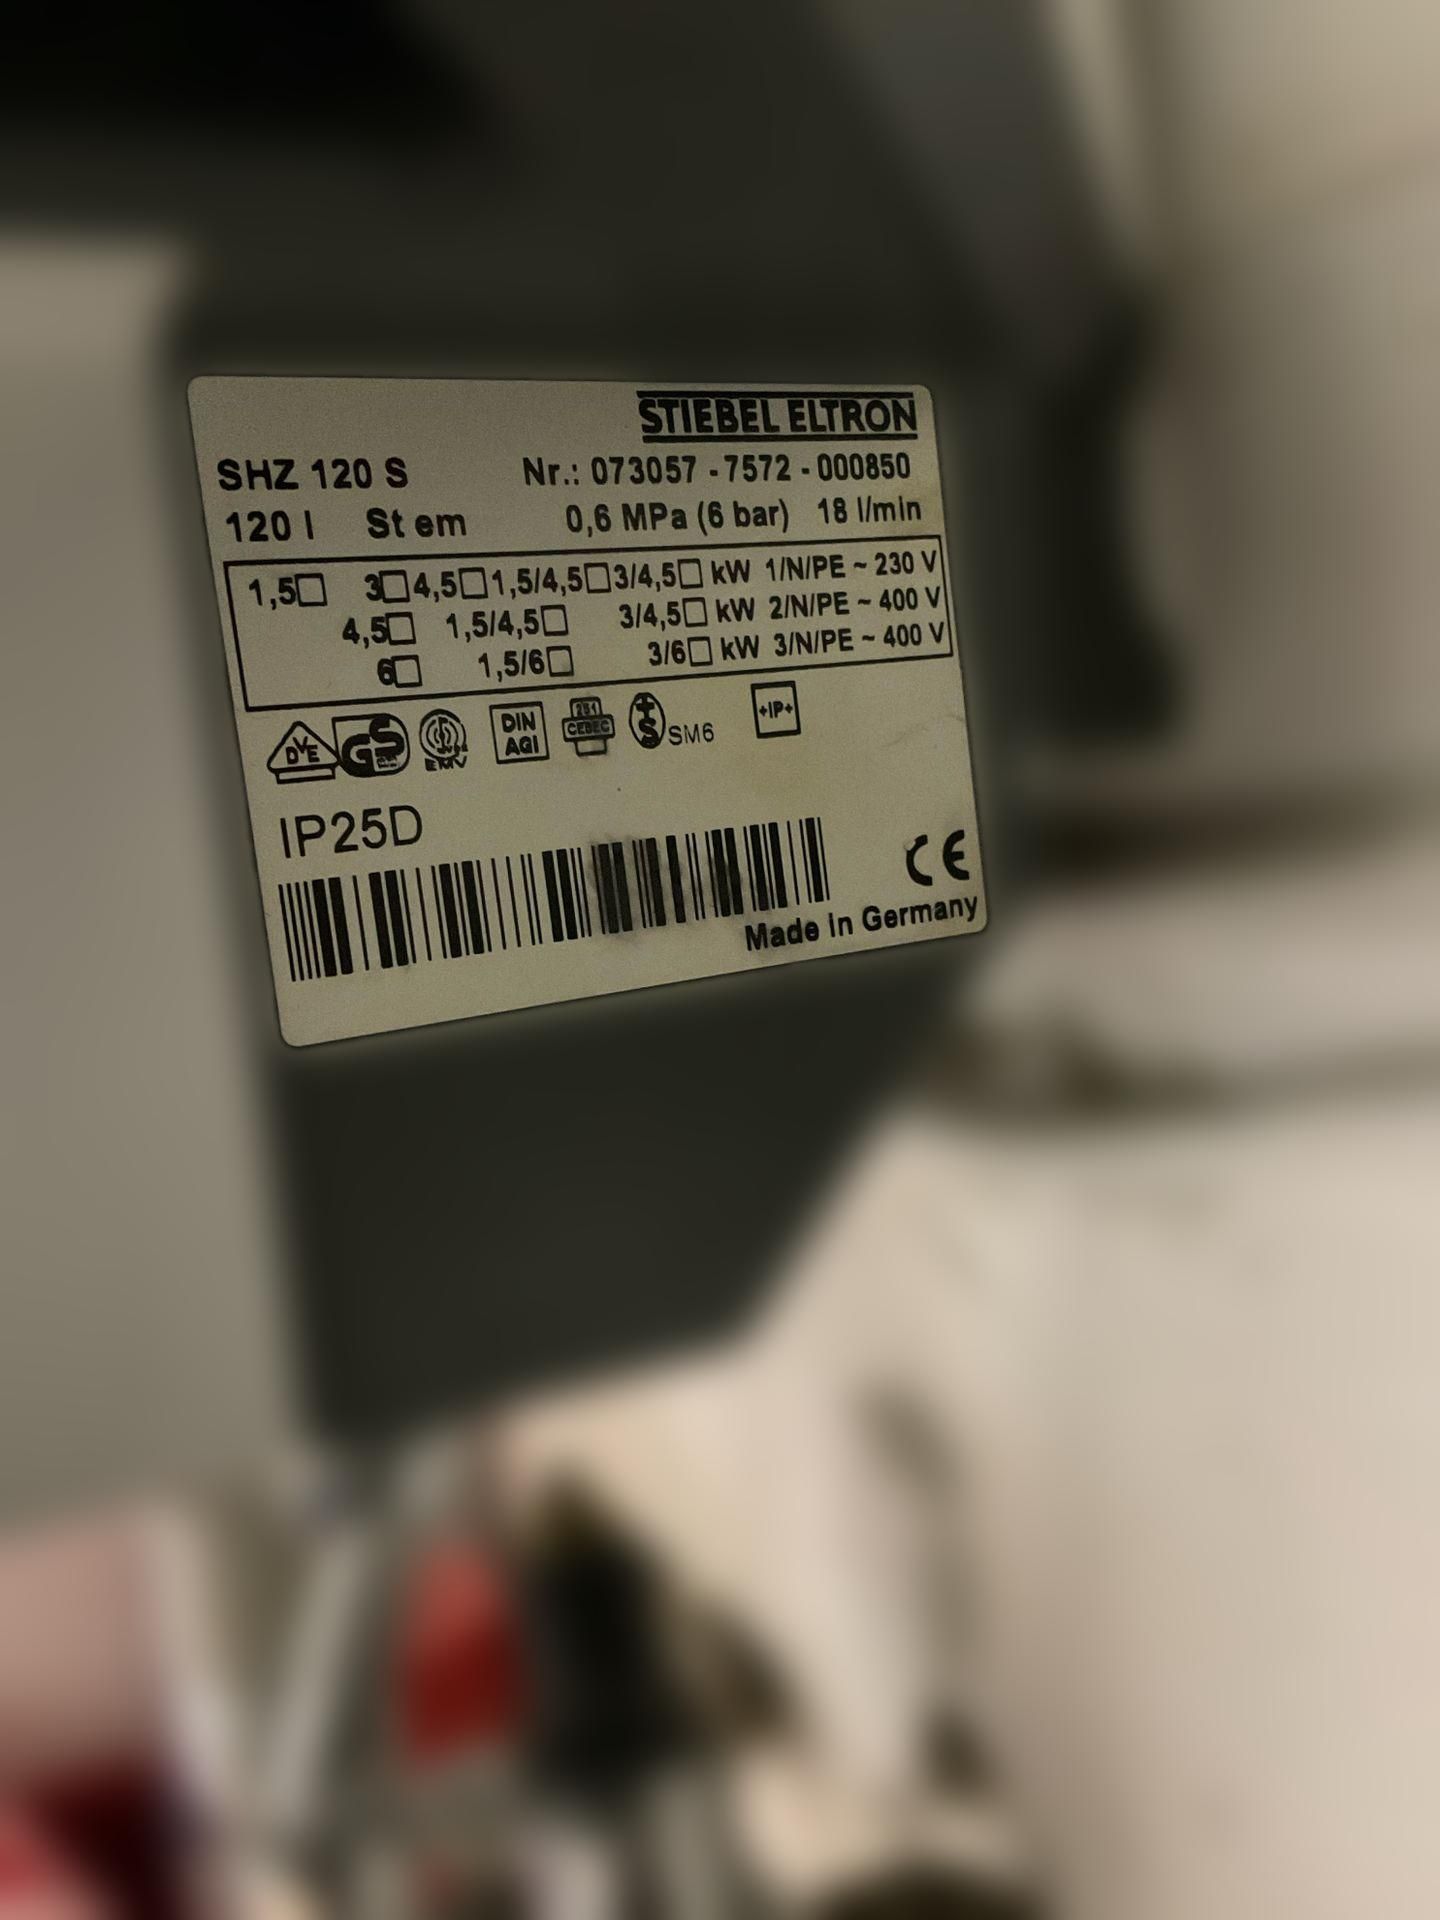 STIEBEL ELTRON
SHZ 120 S Nr.: 073057 - 7572 - 000850
120 l St em 0,6 MPa (6 bar) 18 l/min
1,5☐ 3☐ 4,5☐ 1,5/4,5☐ 3/4,5☐ kW 1/N/PE ~ 230 V
4,5☐ 1,5/4,5☐ 3/4,5☐ kW 2/N/PE ~ 400 V
6☐ 1,5/6☐ 3/6☐ kW 3/N/PE ~ 400 V
DVE GS EMV DIN AGI CEBEC +S SM6 +IP+
IP25D
CE
Made in Germany